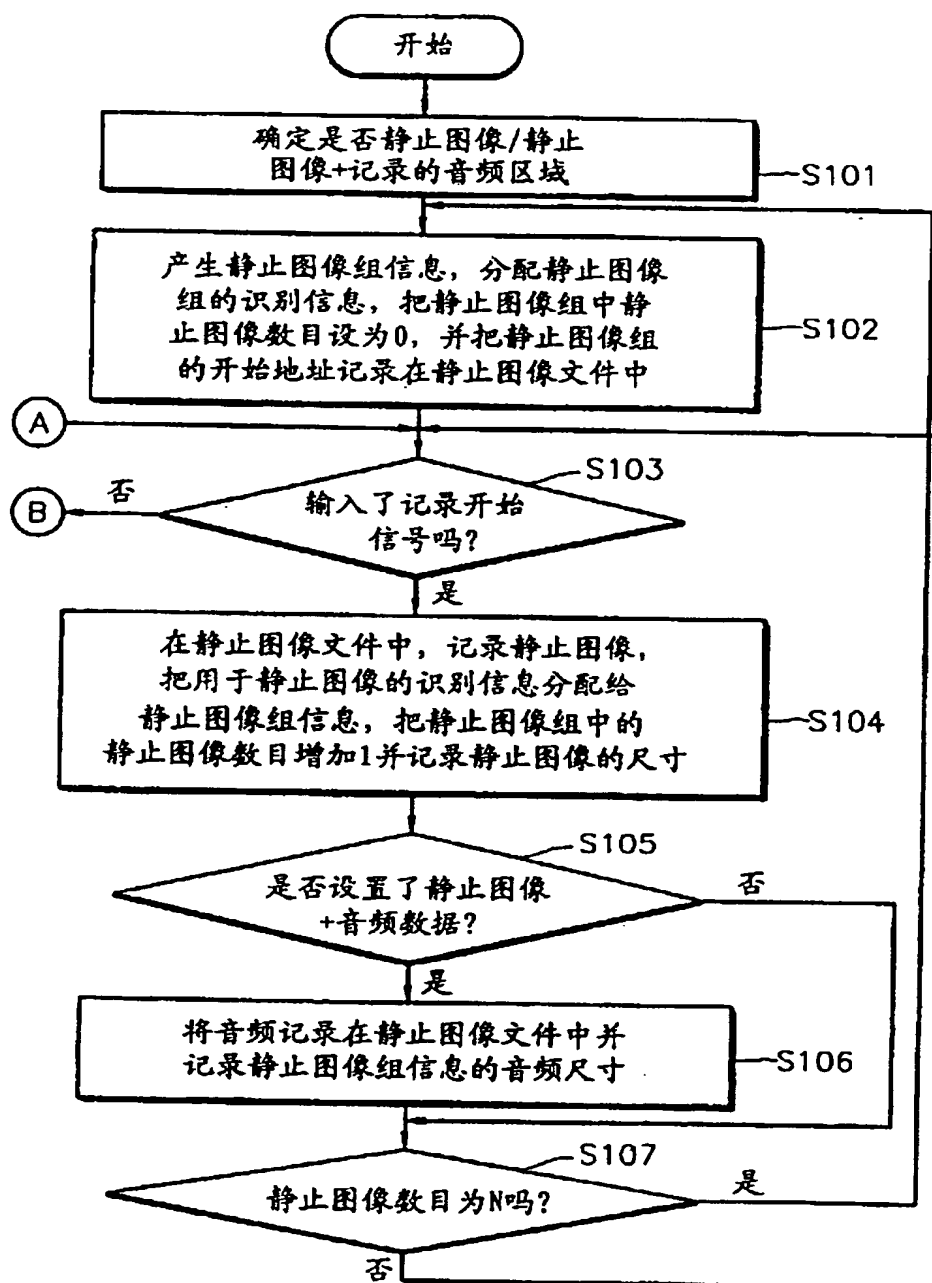 开始
确定是否静止图像/静止
图像+记录的音频区域
S101
产生静止图像组信息，分配静止图像
组的识别信息，把静止图像组中静
止图像数目设为0，并把静止图像组
的开始地址记录在静止图像文件中
S102
A
S103
B
否
输入了记录开始
信号吗？
是
在静止图像文件中，记录静止图像，
把用于静止图像的识别信息分配给
静止图像组信息，把静止图像组中的
静止图像数目增加1并记录静止图像的尺寸
S104
S105
是否设置了静止图像
+音频数据？
否
是
将音频记录在静止图像文件中并
记录静止图像组信息的音频尺寸
S106
S107
静止图像数目为N吗？
是
否